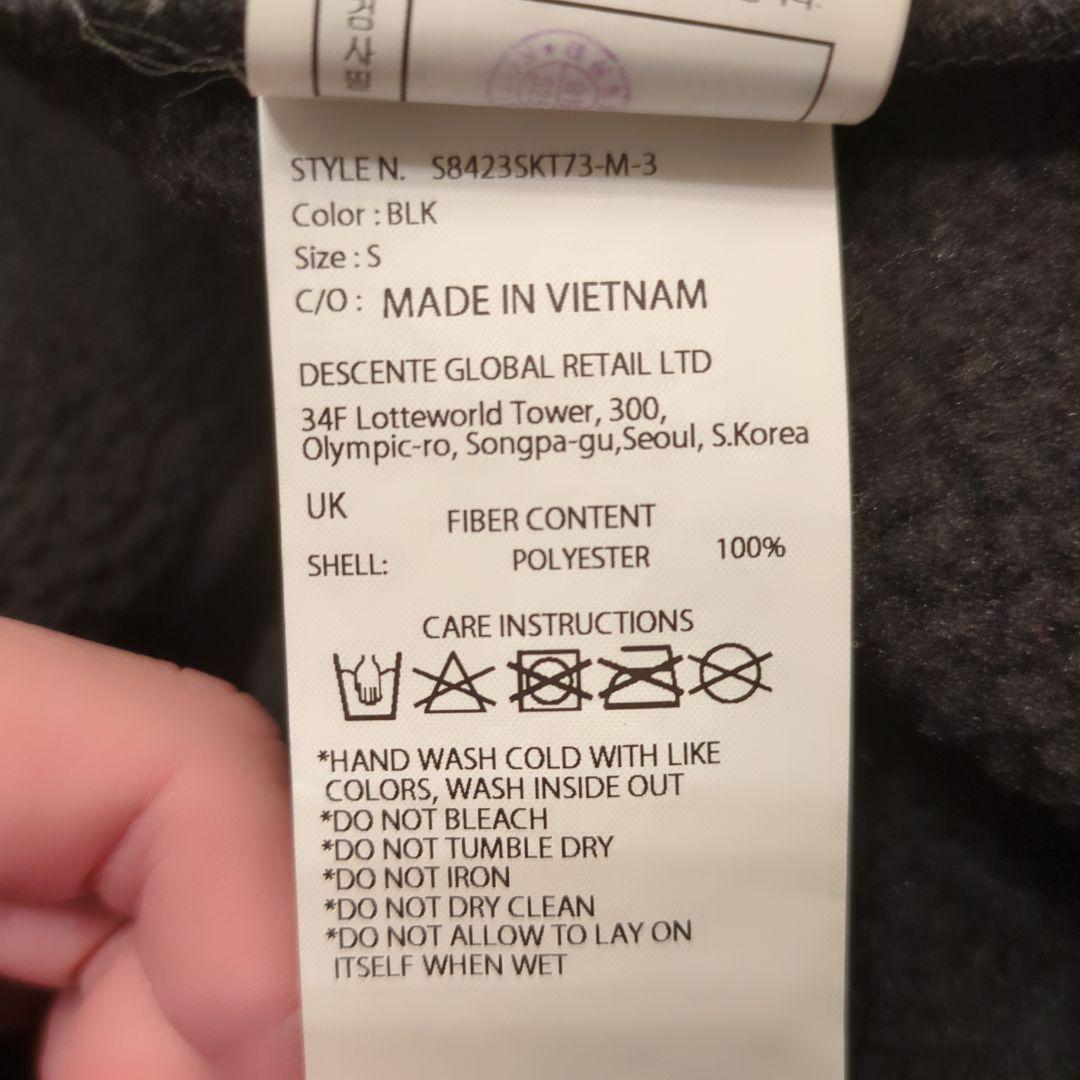 STYLE N. S8423SKT73-M-3
Color : BLK
Size : S
C/O : MADE IN VIETNAM
DESCENTE GLOBAL RETAIL LTD
34F Lotteworld Tower, 300,
Olympic-ro, Songpa-gu,Seoul, S.Korea
UK
FIBER CONTENT
SHELL: POLYESTER 100%
CARE INSTRUCTIONS
*HAND WASH COLD WITH LIKE
COLORS, WASH INSIDE OUT
*DO NOT BLEACH
*DO NOT TUMBLE DRY
*DO NOT IRON
*DO NOT DRY CLEAN
*DO NOT ALLOW TO LAY ON
ITSELF WHEN WET